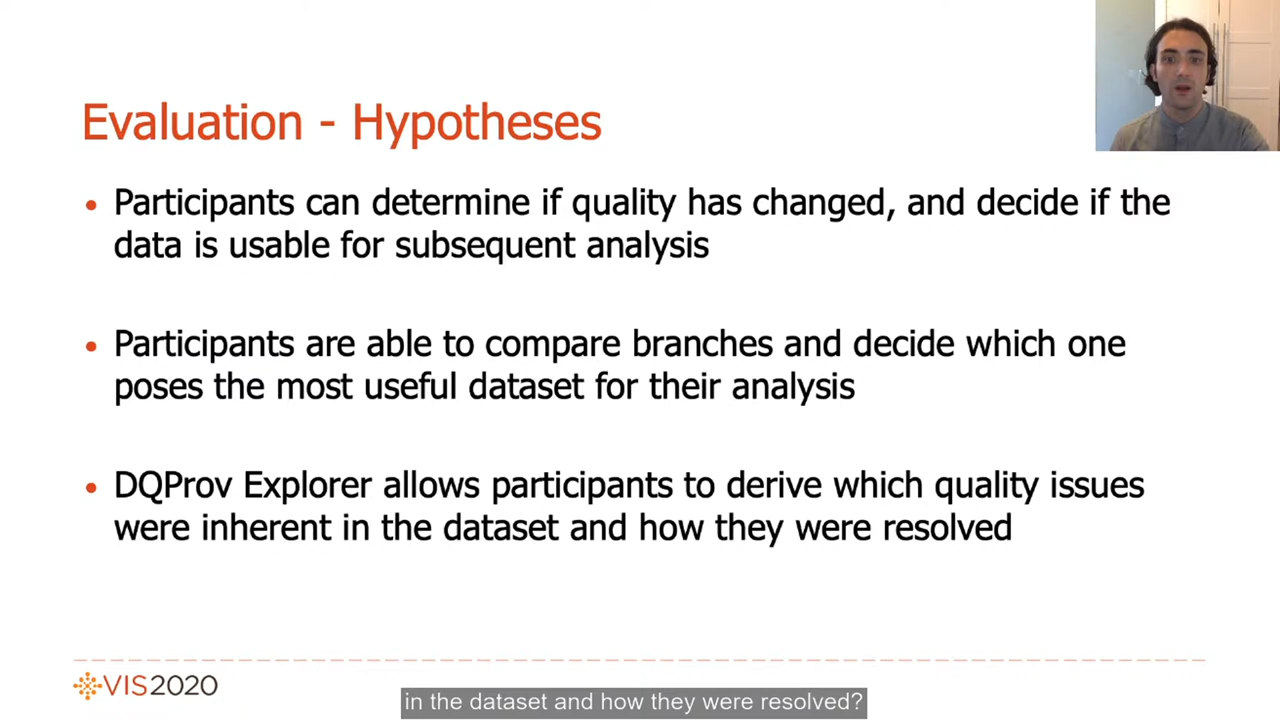 Evaluation - Hypotheses
• Participants can determine if quality has changed, and decide if the
data is usable for subsequent analysis
• Participants are able to compare branches and decide which one
poses the most useful dataset for their analysis
• DQProv Explorer allows participants to derive which quality issues
were inherent in the dataset and how they were resolved
VIS2020
in the dataset and how they were resolved?